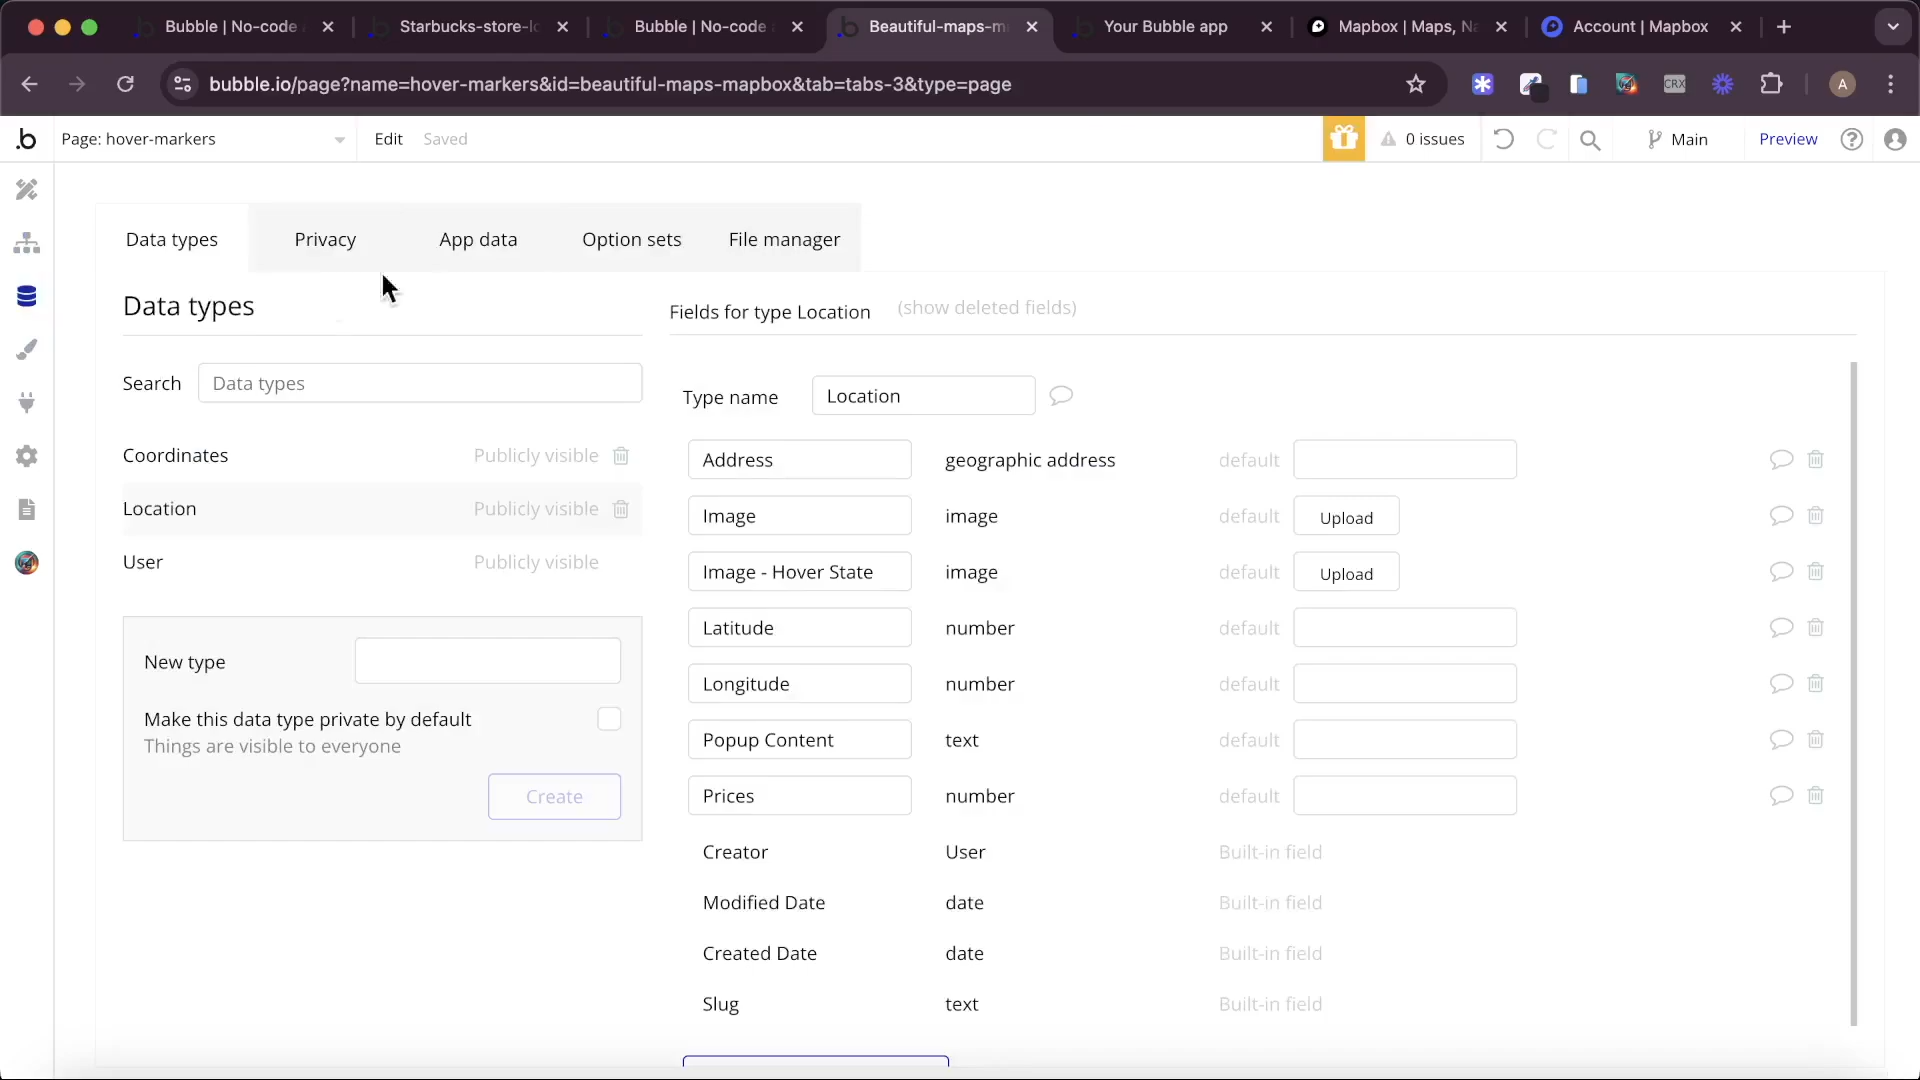 Bubble | No-code
Starbucks-store-lo
Bubble | No-code
Beautiful-maps-m
Your Bubble app
Mapbox | Maps, Na
Account | Mapbox
bubble.io/page?name=hover-markers&id=beautiful-maps-mapbox&tab=tabs-3&type=page
CRX
A
.b
Page: hover-markers
Edit
Saved
0 issues
Main
Preview
Data types
Privacy
App data
Option sets
File manager
Data types
Fields for type Location
(show deleted fields)
Search
Data types
Type name
Location
Coordinates
Publicly visible
Location
Publicly visible
User
Publicly visible
New type
Make this data type private by default
Things are visible to everyone
Create
Address geographic address default
Image image default Upload
Image - Hover State image default Upload
Latitude number default
Longitude number default
Popup Content text default
Prices number default
Creator User Built-in field
Modified Date date Built-in field
Created Date date Built-in field
Slug text Built-in field